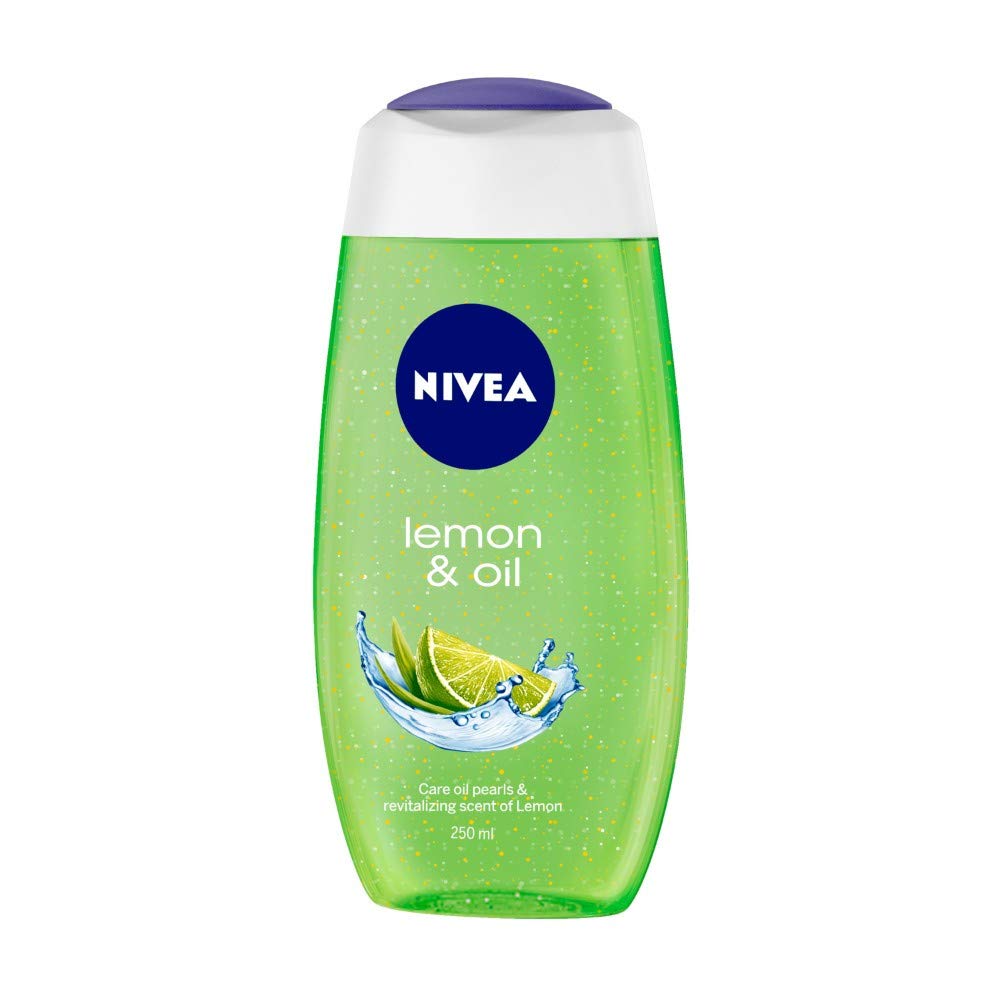 NIVEA
lemon
& oil
Care oil pearls &
revitalizing scent of Lemon
250 ml